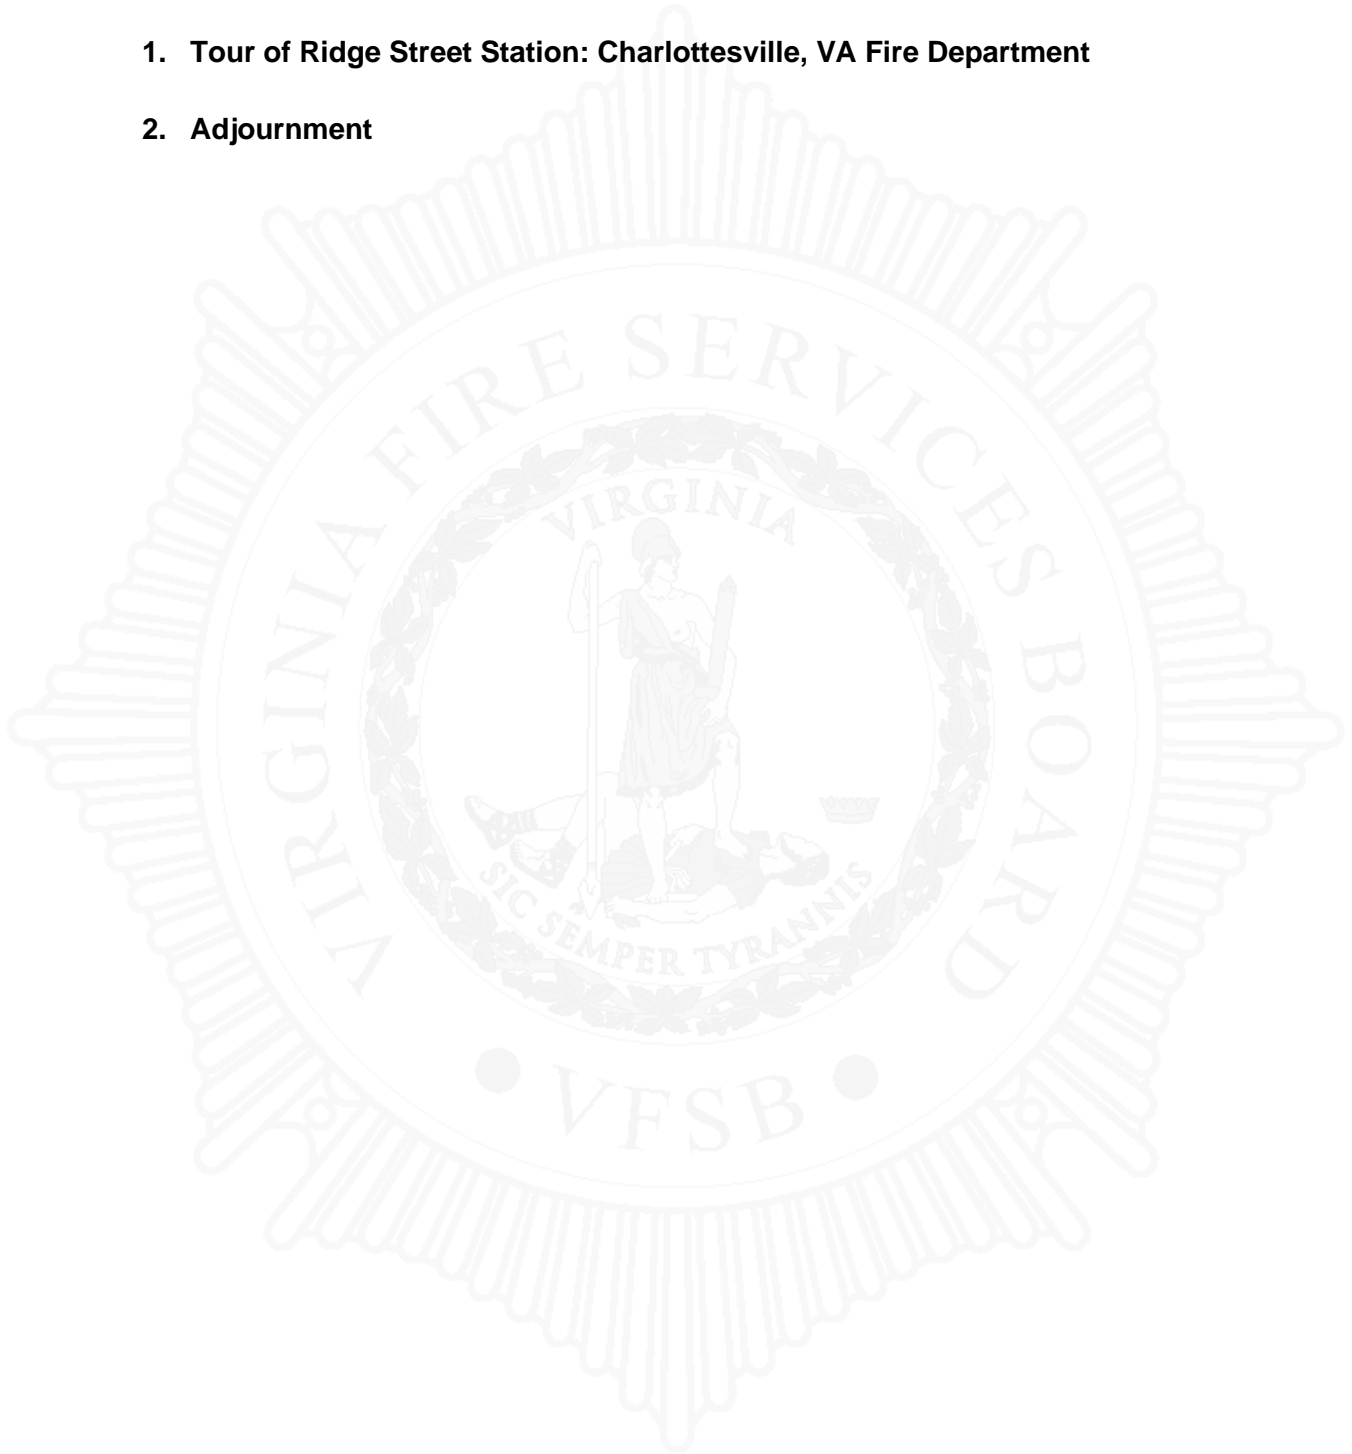 1. Tour of Ridge Street Station: Charlottesville, VA Fire Department
2. Adjournment
VIRGINIA FIRE SERVICES BOARD
VIRGINIA
SIC SEMPER TYRANNIS
• VFSB •